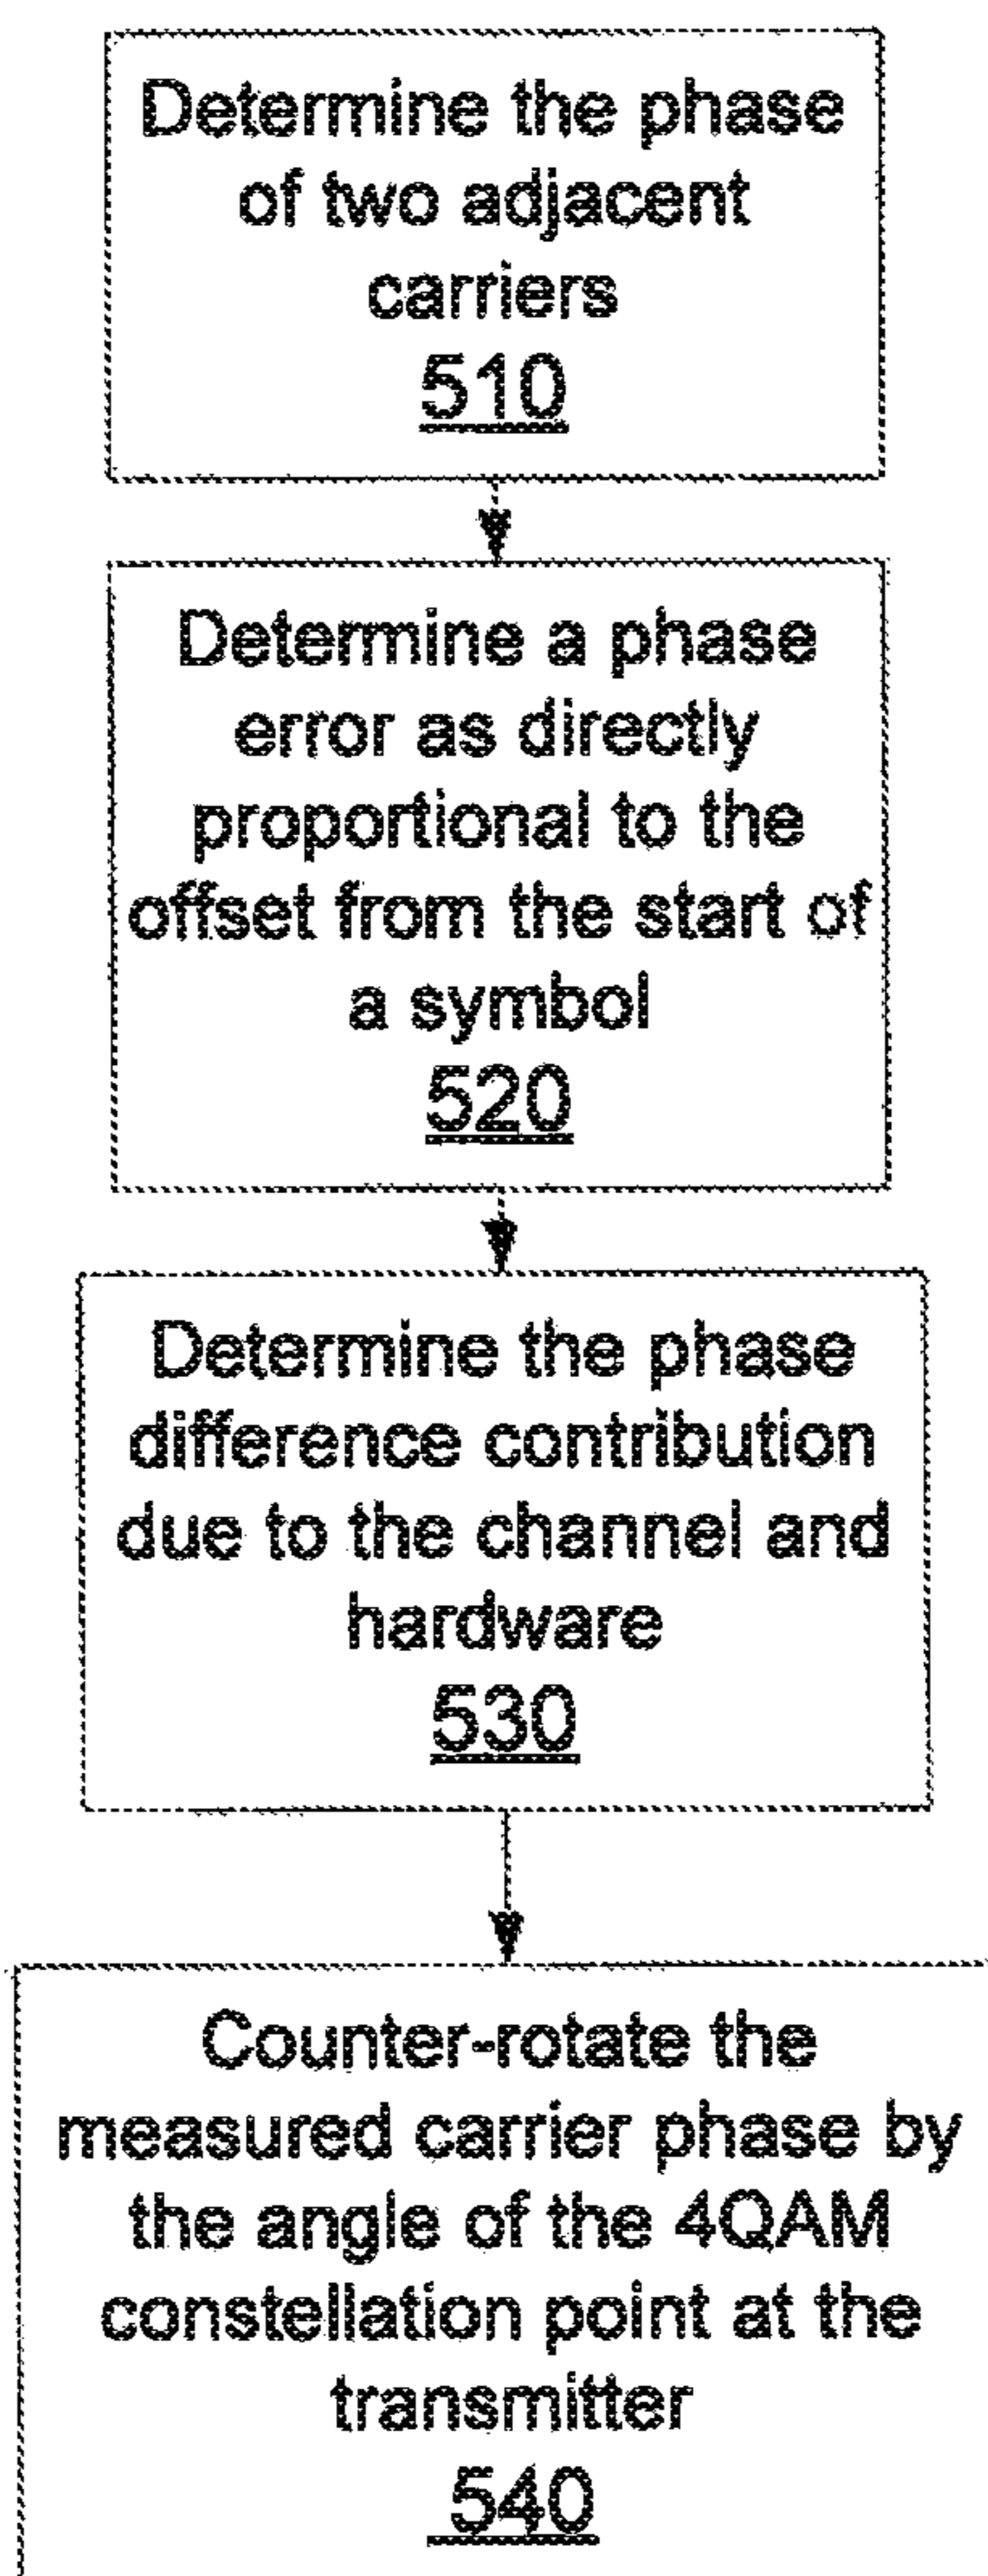 Determine the phase
of two adjacent
carriers
510
Determine a phase
error as directly
proportional to the
offset from the start of
a symbol
520
Determine the phase
difference contribution
due to the channel and
hardware
530
Counter-rotate the
measured carrier phase by
the angle of the 4QAM
constellation point at the
transmitter
540